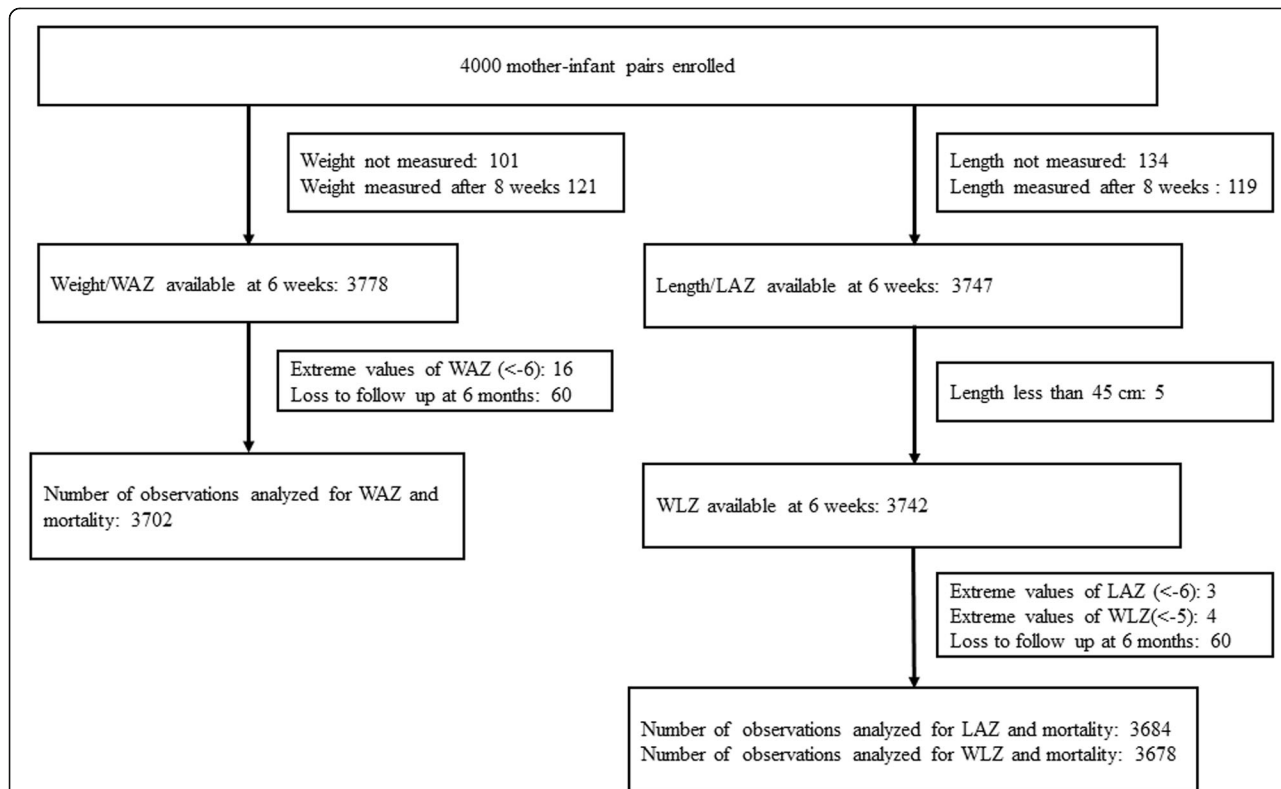 4000 mother-infant pairs enrolled
Weight not measured: 101
Weight measured after 8 weeks 121
Length not measured: 134
Length measured after 8 weeks : 119
Weight/WAZ available at 6 weeks: 3778
Length/LAZ available at 6 weeks: 3747
Extreme values of WAZ (<-6): 16
Loss to follow up at 6 months: 60
Length less than 45 cm: 5
Number of observations analyzed for WAZ and
mortality: 3702
WLZ available at 6 weeks: 3742
Extreme values of LAZ (<-6): 3
Extreme values of WLZ(<-5): 4
Loss to follow up at 6 months: 60
Number of observations analyzed for LAZ and mortality: 3684
Number of observations analyzed for WLZ and mortality: 3678